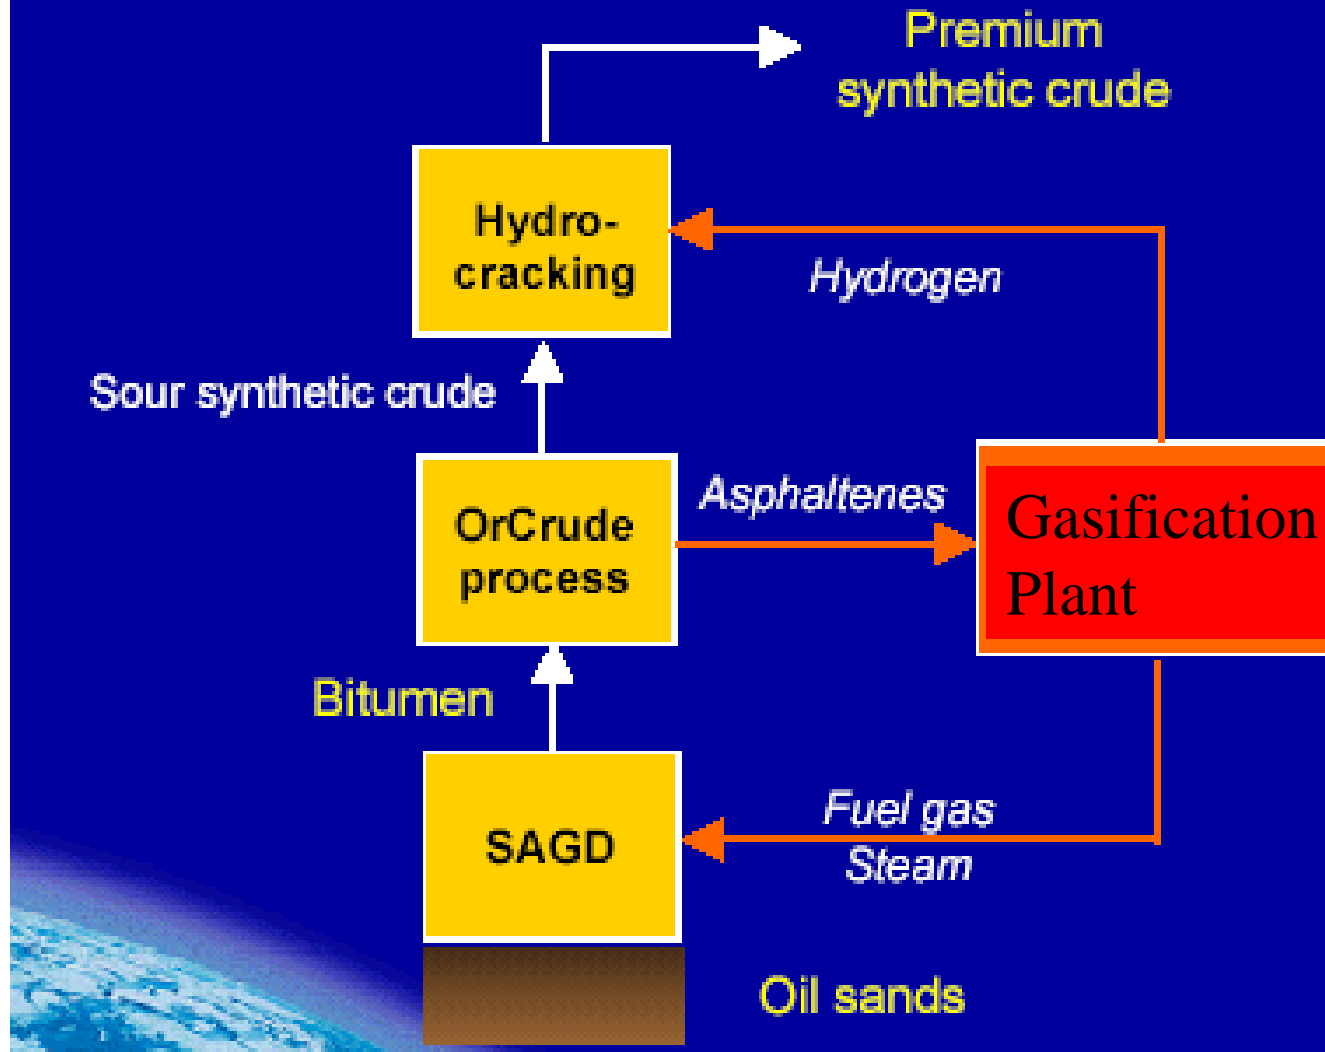 Premium
synthetic crude
Hydro-
cracking
Hydrogen
Sour synthetic crude
Asphaltenes
OrCrude
process
Gasification
Plant
Bitumen
Fuel gas
Steam
SAGD
Oil sands